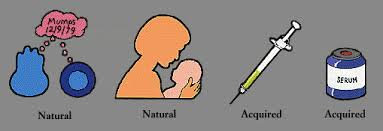 Mumps
12/9/79
SERUM
Natural
Natural
Acquired
Acquired